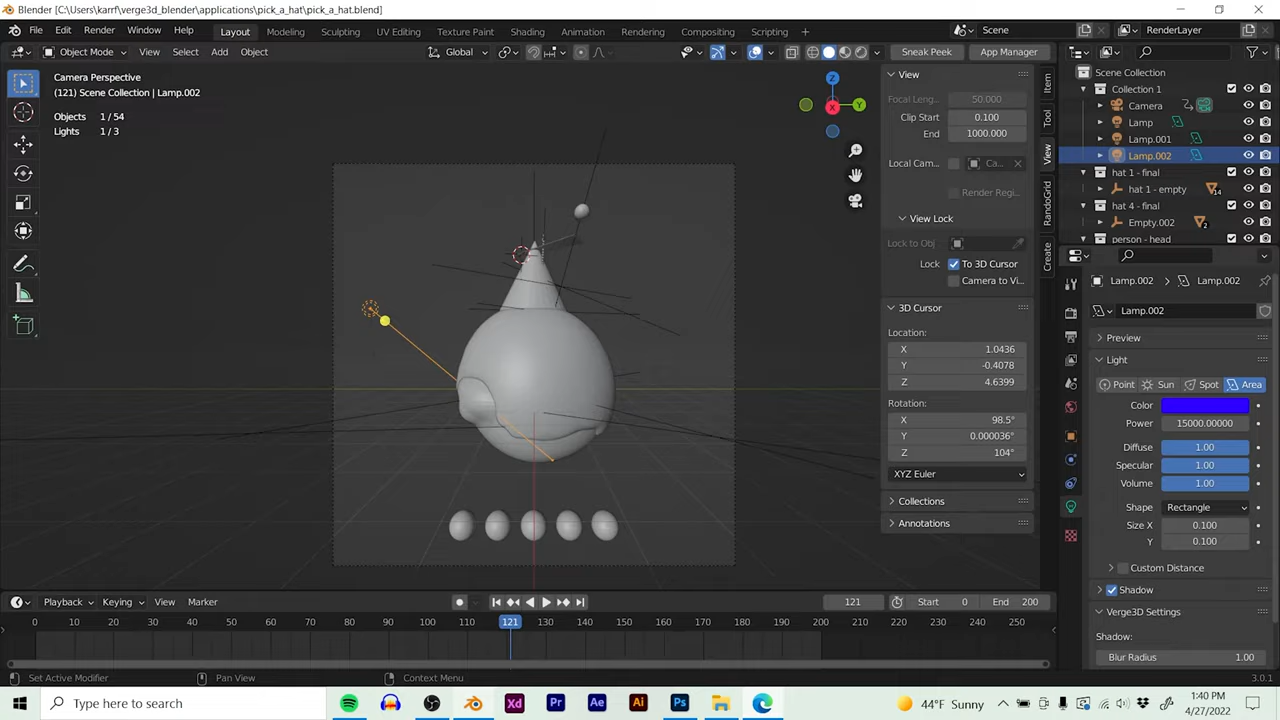 Blender [C:\Users\karrf\verge3d_blender\applications\pick_a_hat\pick_a_hat.blend]
File Edit Render Window Help Layout Modeling Sculpting UV Editing Texture Paint Shading Animation Rendering Compositing Scripting + Scene RenderLayer
Object Mode View Select Add Object Global Sneak Peek App Manager
Camera Perspective
(121) Scene Collection | Lamp.002
Objects 1 / 54
Lights 1 / 3
Z
Y
X
View
Focal Leng... 50.000
Clip Start 0.100
End 1000.000
Local Cam... Ca...
Render Regi...
View Lock
Lock to Obj
Lock To 3D Cursor
Camera to Vi...
3D Cursor
Location:
X 1.0436
Y -0.4078
Z 4.6399
Rotation:
X 98.5°
Y 0.000036°
Z 104°
XYZ Euler
Collections
Annotations
Item
Tool
View
RandoGrid
Create
Scene Collection
Collection 1
Camera
Lamp
Lamp.001
Lamp.002
hat 1 - final
hat 1 - empty 14
hat 4 - final
Empty.002 2
person - head
Lamp.002 > Lamp.002
Lamp.002
Preview
Light
Point Sun Spot Area
Color
Power 15000.00000
Diffuse 1.00
Specular 1.00
Volume 1.00
Shape Rectangle
Size X 0.100
Y 0.100
Custom Distance
Shadow
Verge3D Settings
Shadow:
Blur Radius 1.00
Playback Keying View Marker 121 Start 0 End 200
0 10 20 30 40 50 60 70 80 90 100 110 121 130 140 150 160 170 180 190 200 210 220 230 240 250
Set Active Modifier Pan View Context Menu 3.0.1
Type here to search Xd Pr Ae Ai Ps 44°F Sunny 1:40 PM
4/27/2022